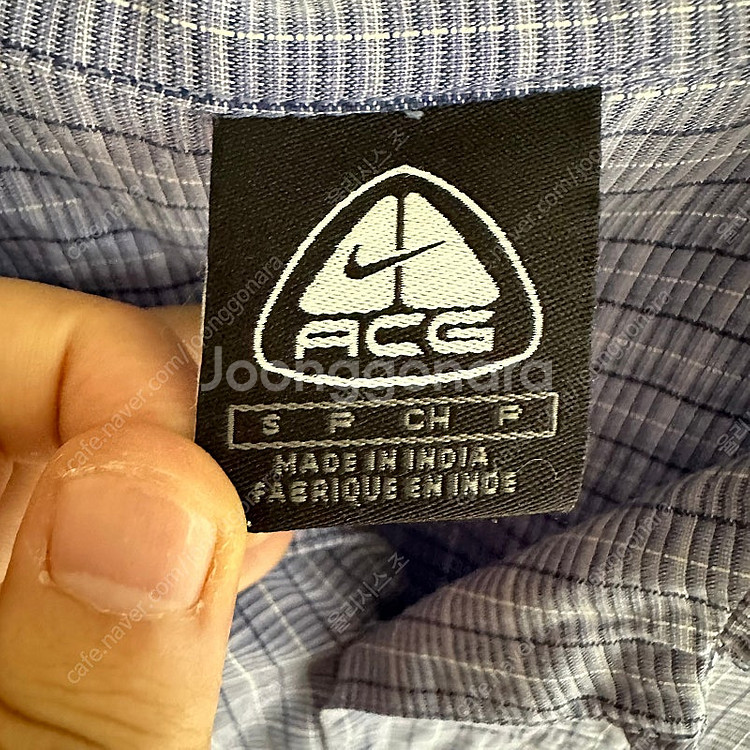 ACG
Joonggonara
S P CH P
MADE IN INDIA
FABRIQUE EN INDE
cafe.naver.com/joonggonara